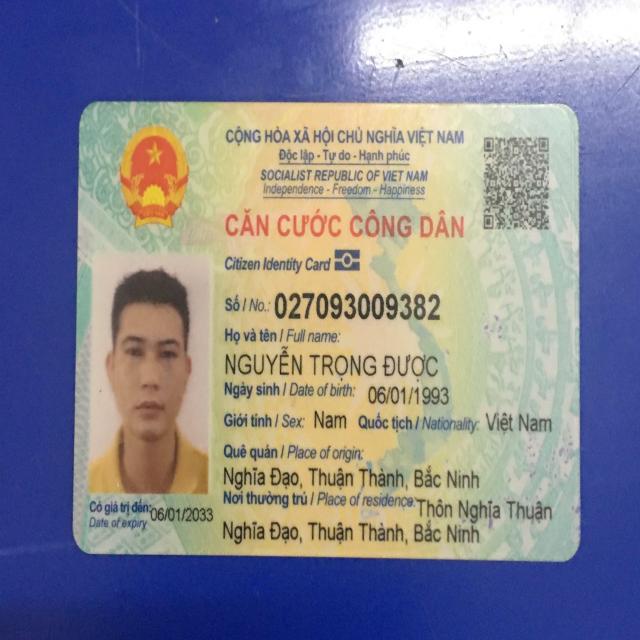 CỘNG HÒA XÃ HỘI CHỦ NGHĨA VIỆT NAM
Độc lập - Tự do - Hạnh phúc
SOCIALIST REPUBLIC OF VIET NAM
Independence - Freedom - Happiness
CĂN CƯỚC CÔNG DÂN
Citizen Identity Card
Số / No.: 027093009382
Họ và tên / Full name:
NGUYỄN TRỌNG ĐƯỢC
Ngày sinh / Date of birth: 06/01/1993
Giới tính / Sex: Nam Quốc tịch / Nationality: Việt Nam
Quê quán / Place of origin:
Nghĩa Đạo, Thuận Thành, Bắc Ninh
Nơi thường trú / Place of residence: Thôn Nghĩa Thuận
Nghĩa Đạo, Thuận Thành, Bắc Ninh
Có giá trị đến: 06/01/2033
Date of expiry